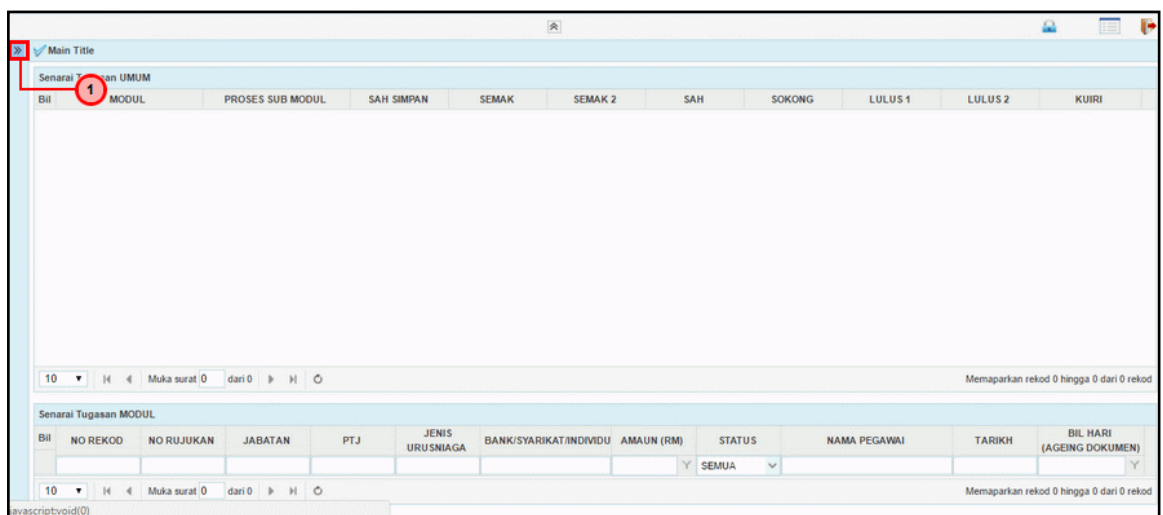 » Main Title
Senarai Tugasan UMUM
1
Bil MODUL PROSES SUB MODUL SAH SIMPAN SEMAK SEMAK 2 SAH SOKONG LULUS 1 LULUS 2 KUIRI
10 Muka surat 0 dari 0 Memaparkan rekod 0 hingga 0 dari 0 rekod
Senarai Tugasan MODUL
Bil NO REKOD NO RUJUKAN JABATAN PTJ JENIS URUSNIAGA BANK/SYARIKAT/INDIVIDU AMAUN (RM) STATUS NAMA PEGAWAI TARIKH BIL HARI (AGEING DOKUMEN)
SEMUA
10 Muka surat 0 dari 0 Memaparkan rekod 0 hingga 0 dari 0 rekod
javascript:void(0)